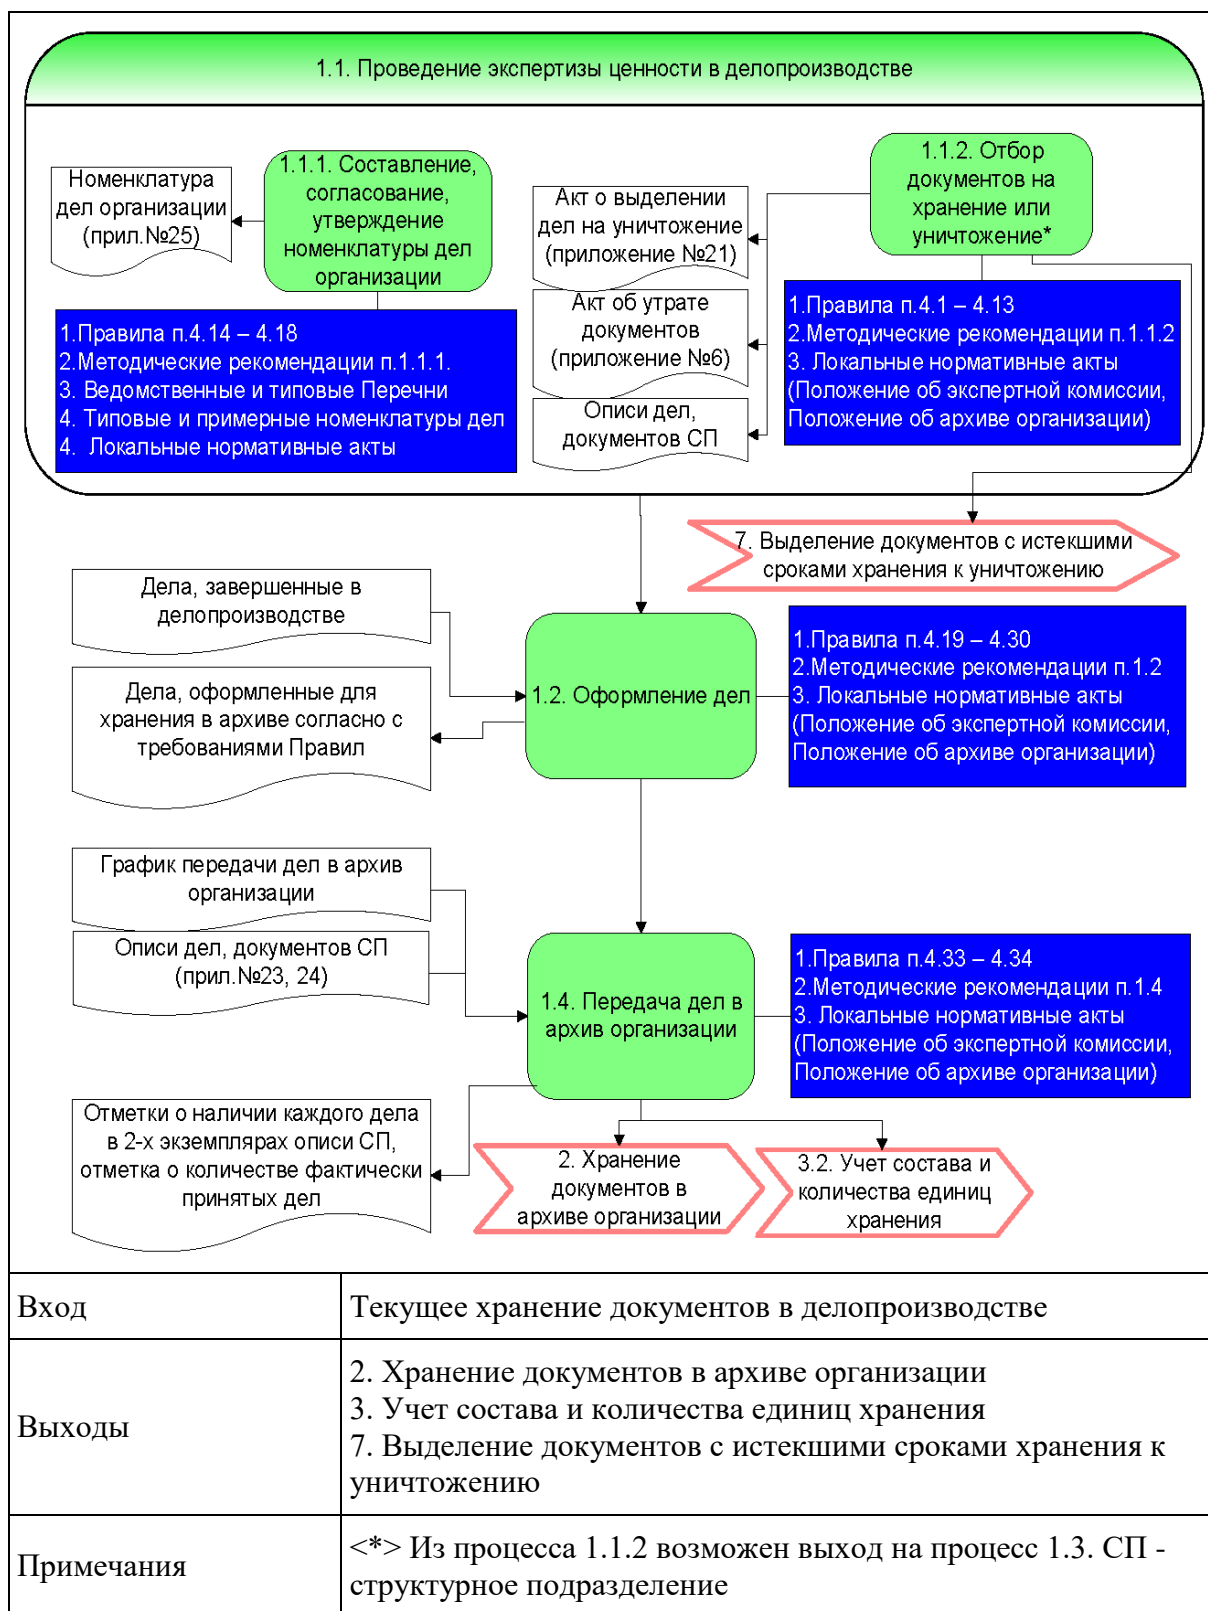 1.1. Проведение экспертизы ценности в делопроизводстве
Номенклатура
дел организации
(прил.№25)
1.1.1. Составление,
согласование,
утверждение
номенклатуры дел
организации
1.Правила п.4.14 – 4.18
2.Методические рекомендации п.1.1.1.
3. Ведомственные и типовые Перечни
4. Типовые и примерные номенклатуры дел
4. Локальные нормативные акты
Акт о выделении
дел на уничтожение
(приложение №21)
Акт об утрате
документов
(приложение №6)
Описи дел,
документов СП
1.1.2. Отбор
документов на
хранение или
уничтожение*
1.Правила п.4.1 – 4.13
2.Методические рекомендации п.1.1.2
3. Локальные нормативные акты
(Положение об экспертной комиссии,
Положение об архиве организации)
7. Выделение документов с истекшими
сроками хранения к уничтожению
Дела, завершенные в
делопроизводстве
Дела, оформленные для
хранения в архиве согласно с
требованиями Правил
1.2. Оформление дел
1.Правила п.4.19 – 4.30
2.Методические рекомендации п.1.2
3. Локальные нормативные акты
(Положение об экспертной комиссии,
Положение об архиве организации)
График передачи дел в архив
организации
Описи дел, документов СП
(прил.№23, 24)
1.4. Передача дел в
архив организации
1.Правила п.4.33 – 4.34
2.Методические рекомендации п.1.4
3. Локальные нормативные акты
(Положение об экспертной комиссии,
Положение об архиве организации)
Отметки о наличии каждого дела
в 2-х экземплярах описи СП,
отметка о количестве фактически
принятых дел
2. Хранение
документов в
архиве организации
3.2. Учет состава и
количества единиц
хранения
Вход
Текущее хранение документов в делопроизводстве
Выходы
2. Хранение документов в архиве организации
3. Учет состава и количества единиц хранения
7. Выделение документов с истекшими сроками хранения к
уничтожению
Примечания
<*> Из процесса 1.1.2 возможен выход на процесс 1.3. СП -
структурное подразделение